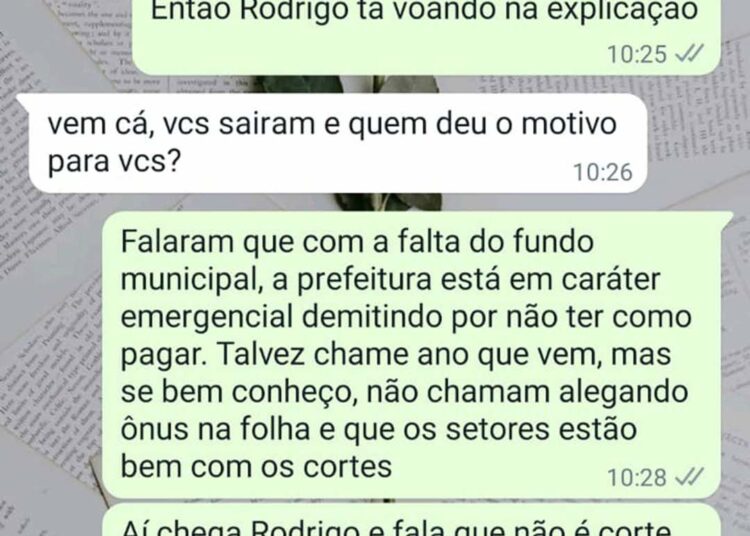 Então Rodrigo tá voando na explicação
10:25
vem cá, vcs sairam e quem deu o motivo
para vcs?
10:26
Falaram que com a falta do fundo
municipal, a prefeitura está em caráter
emergencial demitindo por não ter como
pagar. Talvez chame ano que vem, mas
se bem conheço, não chamam alegando
ônus na folha e que os setores estão
bem com os cortes
10:28
Aí chega Rodrigo e fala que não é corte